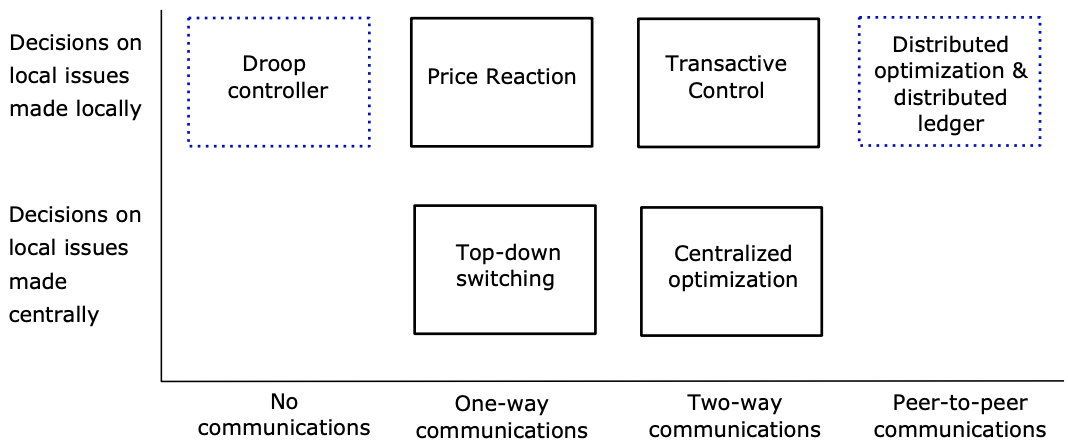 Decisions on
local issues
made locally
Droop
controller
Price Reaction
Transactive
Control
Distributed
optimization &
distributed
ledger
Decisions on
local issues
made
centrally
Top-down
switching
Centralized
optimization
No
communications
One-way
communications
Two-way
communications
Peer-to-peer
communications